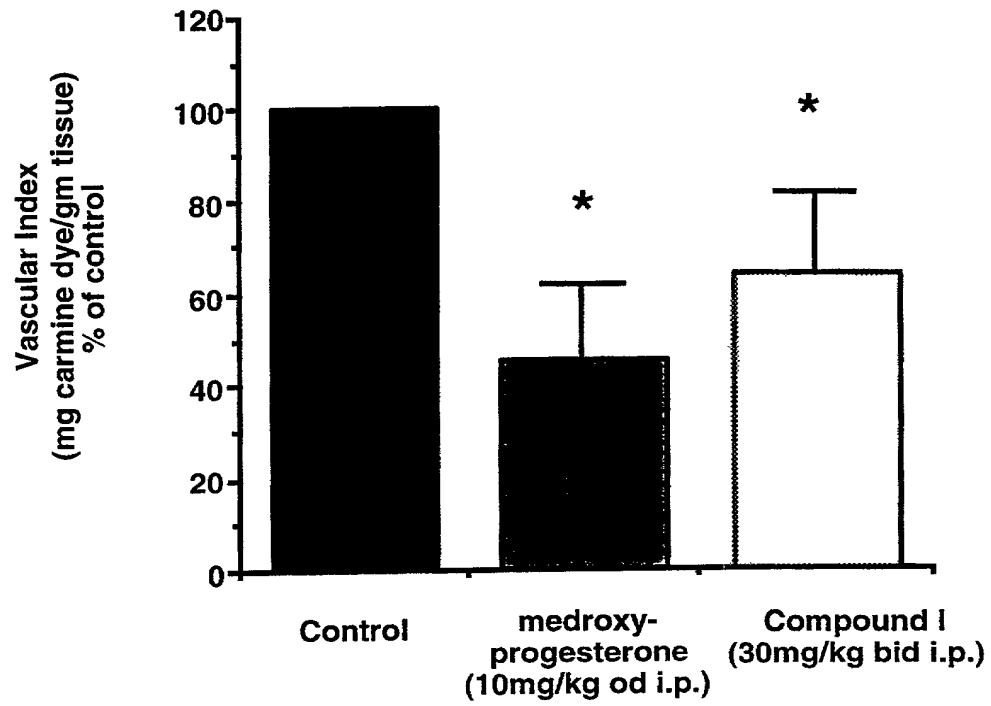 Vascular Index
(mg carmine dye/gm tissue)
% of control
120
100
80
60
40
20
0
*
*
Control
medroxy-
progesterone
(10mg/kg od i.p.)
Compound I
(30mg/kg bid i.p.)